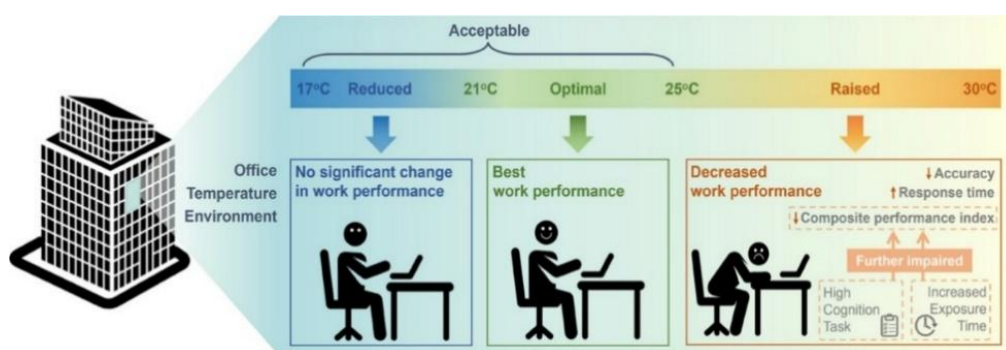 Acceptable
17°C Reduced 21°C Optimal 25°C Raised 30°C
Office
Temperature
Environment
No significant change
in work performance
Best
work performance
Decreased
work performance
↓Accuracy
↑Response time
↓Composite performance index
Further impaired
High
Cognition
Task
Increased
Exposure
Time